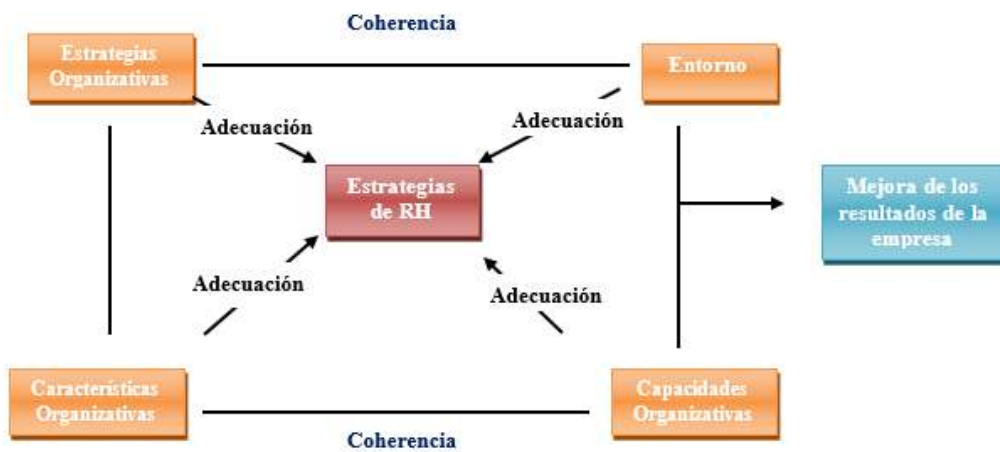 Coherencia
Estrategias
Organizativas
Entorno
Adecuación
Adecuación
Estrategias
de RH
Mejora de los
resultados de la
empresa
Adecuación
Adecuación
Características
Organizativas
Capacidades
Organizativas
Coherencia